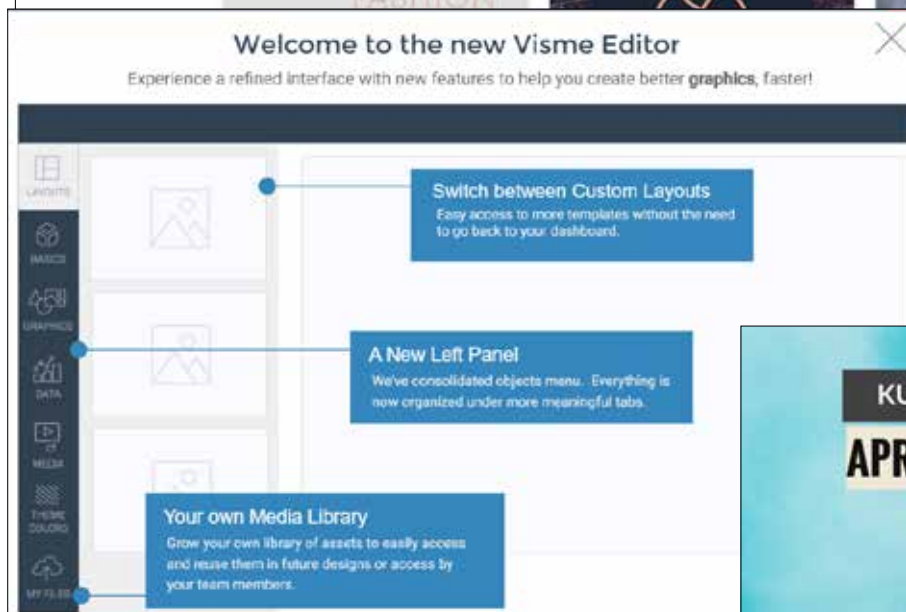 FASHION
Welcome to the new Visme Editor
Experience a refined interface with new features to help you create better graphics, faster!
LAYOUTS
BASICS
GRAPHICS
DATA
MEDIA
THEME
COLORS
MY FILES
Switch between Custom Layouts
Easy access to more templates without the need
to go back to your dashboard.
A New Left Panel
We've consolidated objects menu. Everything is
now organized under more meaningful tabs.
Your own Media Library
Grow your own library of assets to easily access
and reuse them in future designs or access by
your team members.
KU
APR